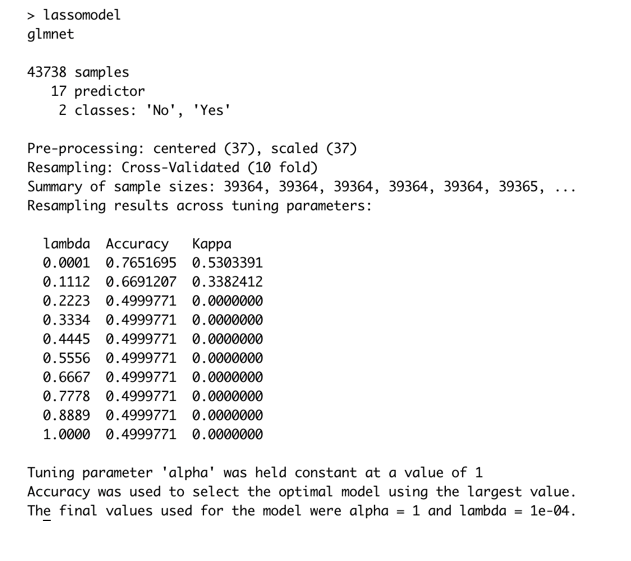 > lassomodel
glmnet
43738 samples
17 predictor
2 classes: 'No', 'Yes'
Pre-processing: centered (37), scaled (37)
Resampling: Cross-Validated (10 fold)
Summary of sample sizes: 39364, 39364, 39364, 39364, 39364, 39365, ...
Resampling results across tuning parameters:
lambda Accuracy Kappa
0.0001 0.7651695 0.5303391
0.1112 0.6691207 0.3382412
0.2223 0.4999771 0.0000000
0.3334 0.4999771 0.0000000
0.4445 0.4999771 0.0000000
0.5556 0.4999771 0.0000000
0.6667 0.4999771 0.0000000
0.7778 0.4999771 0.0000000
0.8889 0.4999771 0.0000000
1.0000 0.4999771 0.0000000
Tuning parameter 'alpha' was held constant at a value of 1
Accuracy was used to select the optimal model using the largest value.
The final values used for the model were alpha = 1 and lambda = 1e-04.